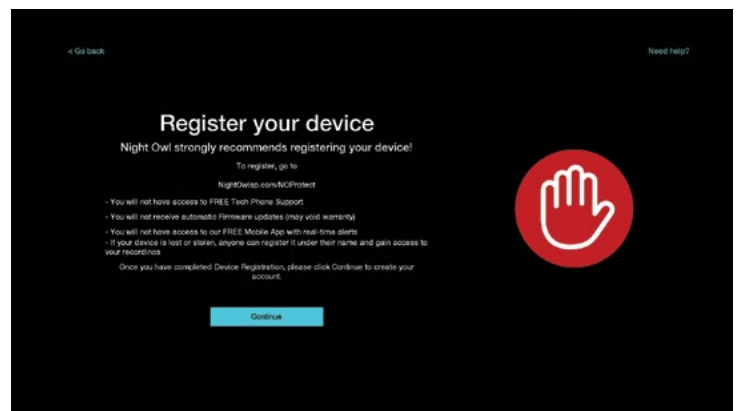 < Go back
Need help?
Register your device
Night Owl strongly recommends registering your device!
To register, go to
NightOwlsp.com/NOProtect
- You will not have access to FREE Tech Phone Support
- You will not receive automatic Firmware updates (may void warranty)
- You will not have access to our FREE Mobile App with real-time alerts
- If your device is lost or stolen, anyone can register it under their name and gain access to
your recordings
Once you have completed Device Registration, please click Continue to create your
account.
Continue